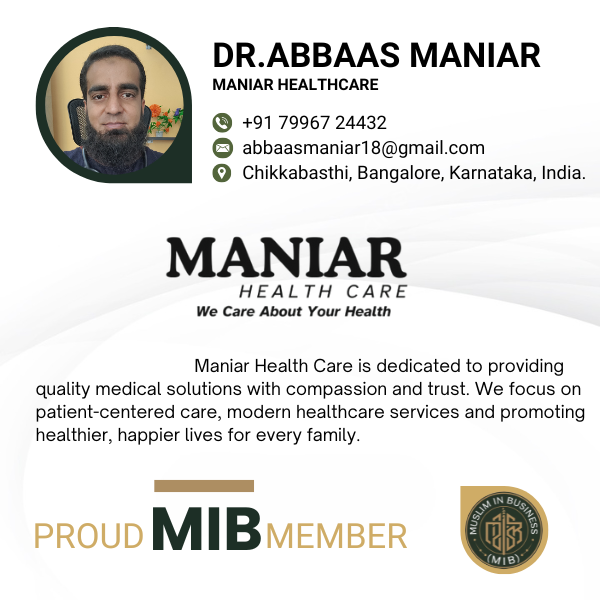 DR.ABBAAS MANIAR
MANIAR HEALTHCARE
+91 79967 24432
abbaasmaniar18@gmail.com
Chikkabasthi, Bangalore, Karnataka, India.
MANIAR
HEALTH CARE
We Care About Your Health
Maniar Health Care is dedicated to providing
quality medical solutions with compassion and trust. We focus on
patient-centered care, modern healthcare services and promoting
healthier, happier lives for every family.
PROUD MIB MEMBER
MUSLIM IN BUSINESS
(MIB)